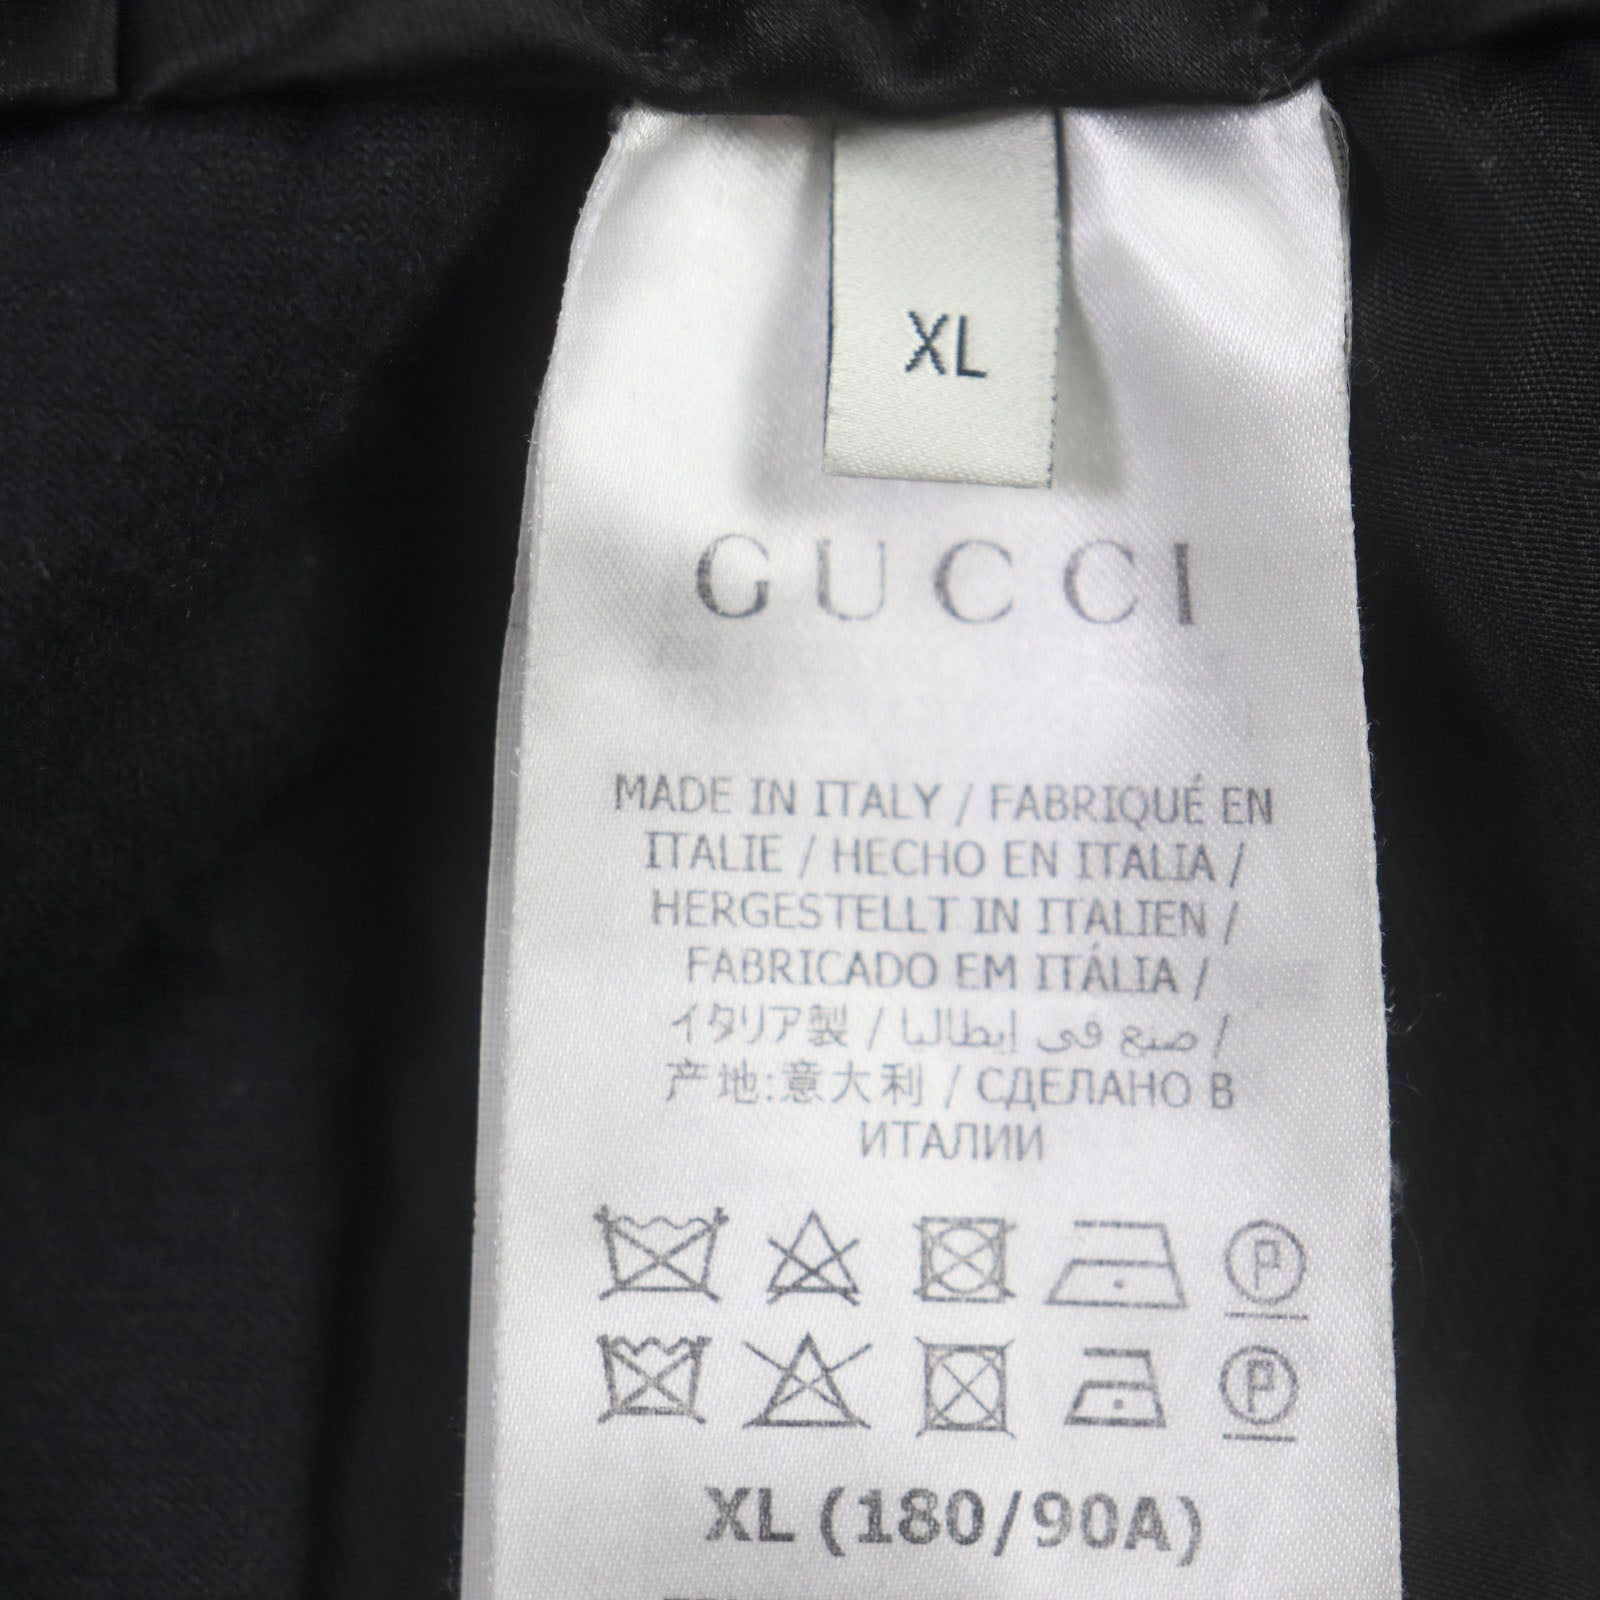 XL
GUCCI
MADE IN ITALY / FABRIQUÉ EN
ITALIE / HECHO EN ITALIA /
HERGESTELLT IN ITALIEN /
FABRICADO EM ITÁLIA /
イタリア製 / صنع في إيطاليا /
产地:意大利 / СДЕЛАНО В
ИТАЛИИ
P
P
XL (180/90A)